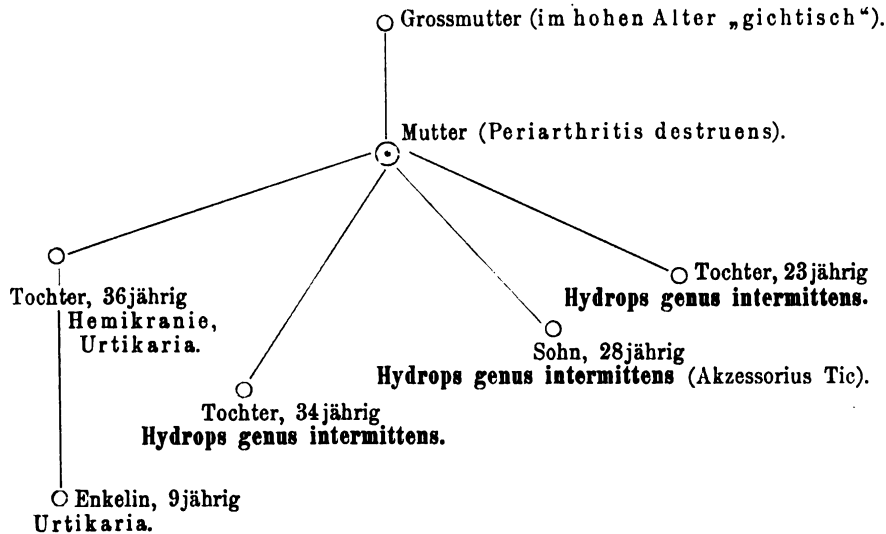 Grossmutter (im hohen Alter „gichtisch“).
Mutter (Periarthritis destruens).
Tochter, 36jährig
Hemikranie,
Urtikaria.
Tochter, 34jährig
Hydrops genus intermittens.
Sohn, 28jährig
Hydrops genus intermittens (Akzessorius Tic).
Tochter, 23jährig
Hydrops genus intermittens.
Enkelin, 9jährig
Urtikaria.